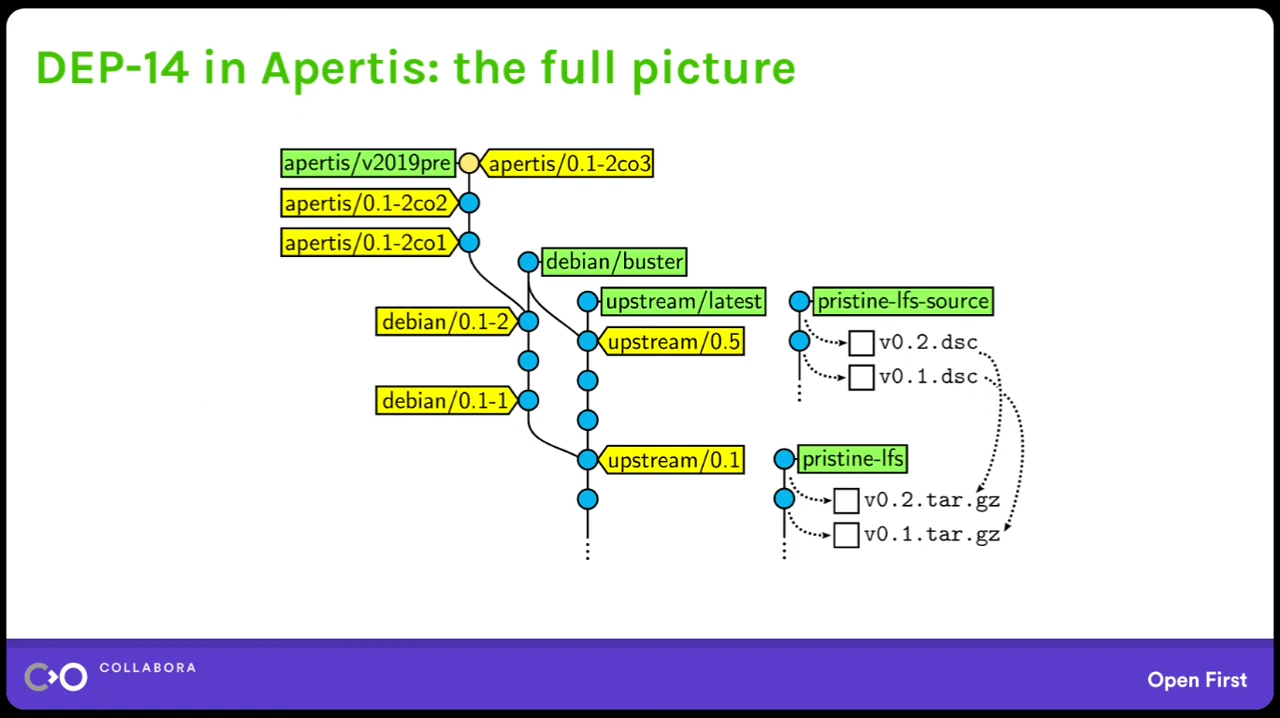 DEP-14 in Apertis: the full picture
apertis/v2019pre
apertis/0.1-2co3
apertis/0.1-2co2
apertis/0.1-2co1
debian/buster
upstream/latest
pristine-lfs-source
debian/0.1-2
upstream/0.5
v0.2.dsc
v0.1.dsc
debian/0.1-1
upstream/0.1
pristine-lfs
v0.2.tar.gz
v0.1.tar.gz
COLLABORA
Open First